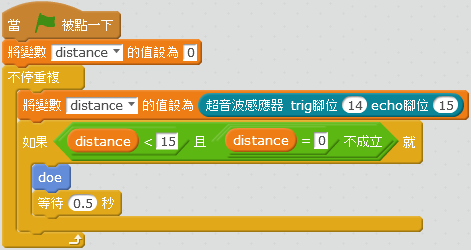 當 被點一下
將變數 distance 的值設為 0
不停重複
將變數 distance 的值設為 超音波感應器 trig腳位 14 echo腳位 15
如果 distance < 15 且 distance = 0 不成立 就
doe
等待 0.5 秒